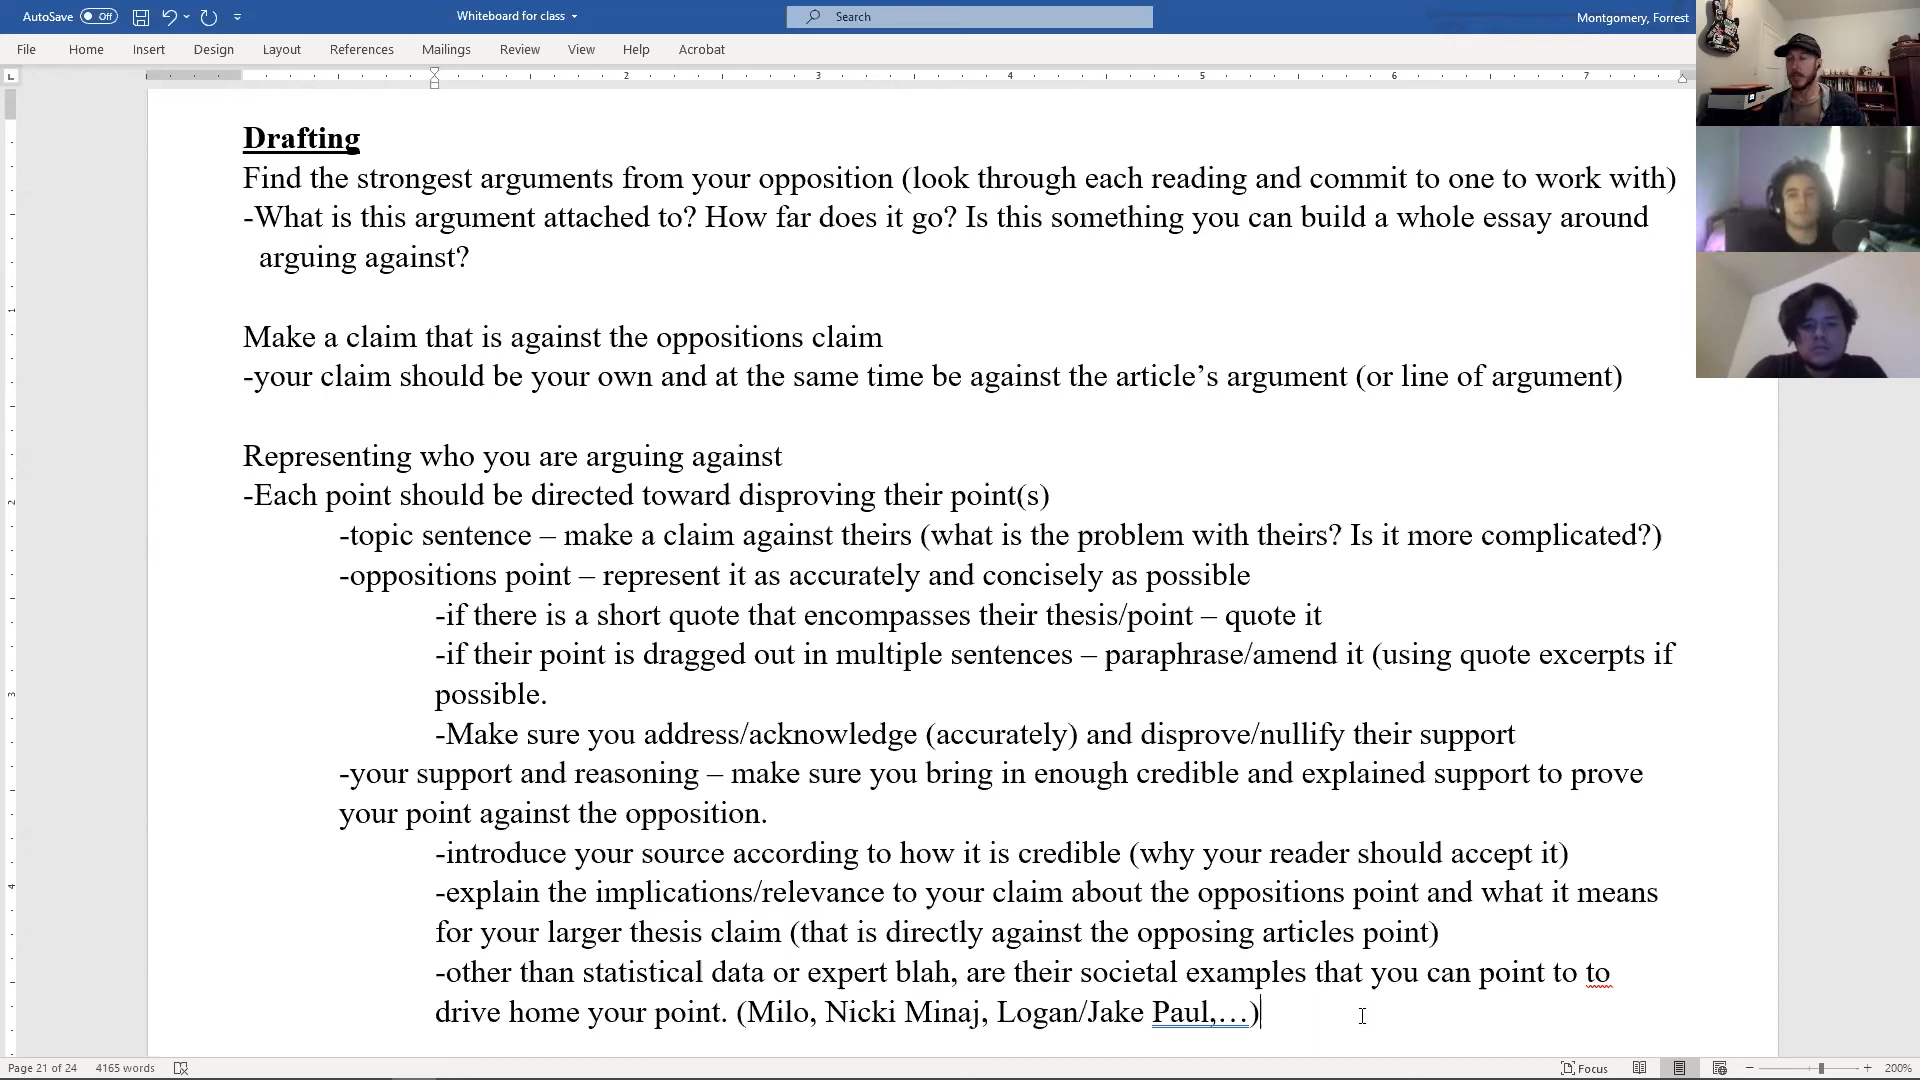 AutoSave Off Whiteboard for class Search Montgomery, Forrest
File Home Insert Design Layout References Mailings Review View Help Acrobat
2 3 4 5 6 7
Drafting
Find the strongest arguments from your opposition (look through each reading and commit to one to work with)
-What is this argument attached to? How far does it go? Is this something you can build a whole essay around
arguing against?
1
Make a claim that is against the oppositions claim
-your claim should be your own and at the same time be against the article’s argument (or line of argument)
Representing who you are arguing against
-Each point should be directed toward disproving their point(s)
2
-topic sentence – make a claim against theirs (what is the problem with theirs? Is it more complicated?)
-oppositions point – represent it as accurately and concisely as possible
-if there is a short quote that encompasses their thesis/point – quote it
-if their point is dragged out in multiple sentences – paraphrase/amend it (using quote excerpts if
possible.
3
-Make sure you address/acknowledge (accurately) and disprove/nullify their support
-your support and reasoning – make sure you bring in enough credible and explained support to prove
your point against the opposition.
-introduce your source according to how it is credible (why your reader should accept it)
4
-explain the implications/relevance to your claim about the oppositions point and what it means
for your larger thesis claim (that is directly against the opposing articles point)
-other than statistical data or expert blah, are their societal examples that you can point to to
drive home your point. (Milo, Nicki Minaj, Logan/Jake Paul,…)
Page 21 of 24 4165 words Focus 200%